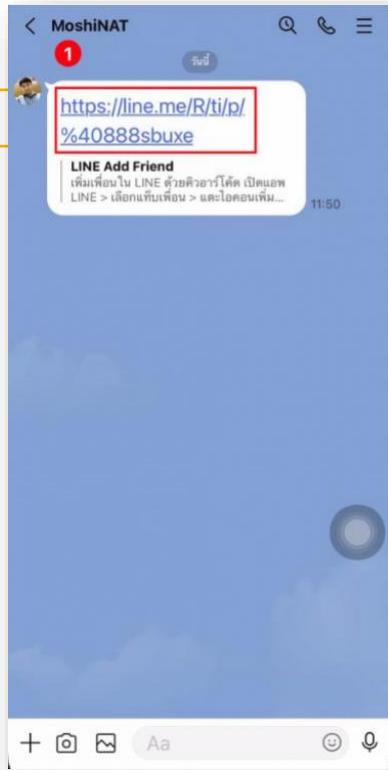 MoshiNAT
1
วันนี้
https://line.me/R/ti/p/
%40888sbuxe
LINE Add Friend
เพิ่มเพื่อนใน LINE ด้วยคิวอาร์โค้ด เปิดแอพ
LINE > เลือกแท็บเพื่อน > แตะไอคอนเพิ่ม...
11:50
Aa